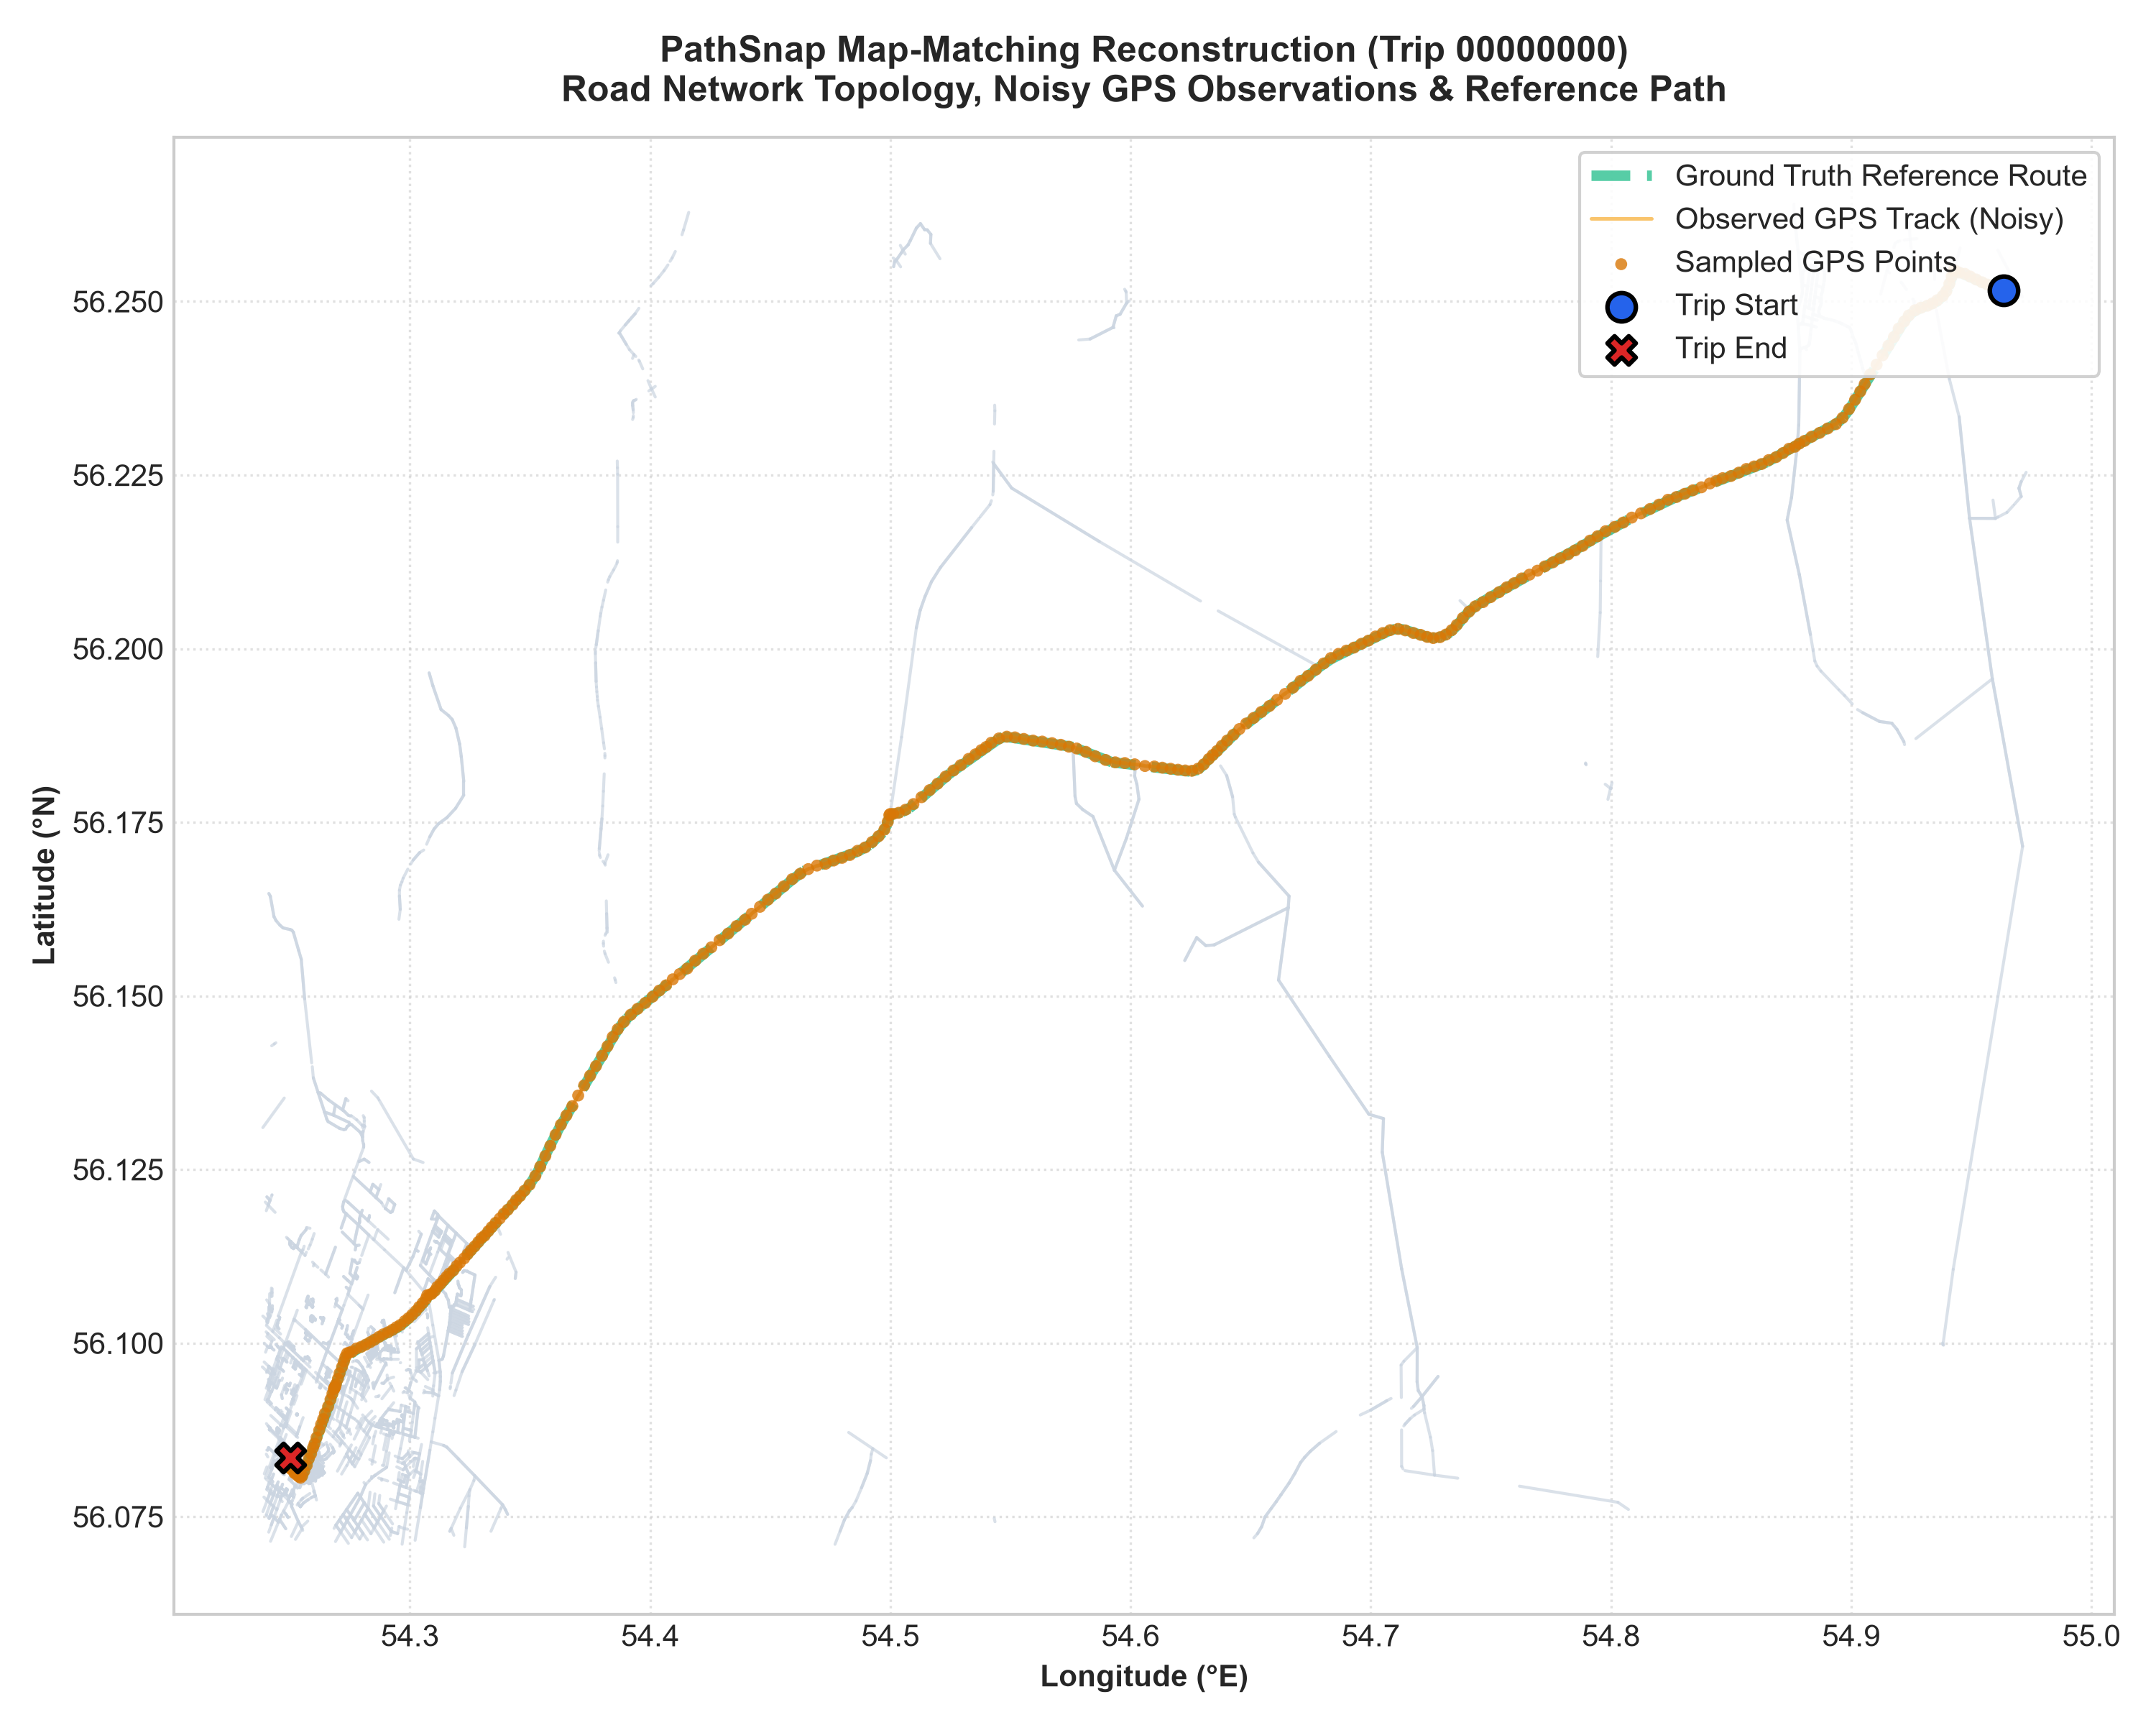 PathSnap Map-Matching Reconstruction (Trip 00000000)
Road Network Topology, Noisy GPS Observations & Reference Path
Ground Truth Reference Route
Observed GPS Track (Noisy)
Sampled GPS Points
Trip Start
Trip End
Latitude (°N)
56.250
56.225
56.200
56.175
56.150
56.125
56.100
56.075
54.3
54.4
54.5
54.6
54.7
54.8
54.9
55.0
Longitude (°E)